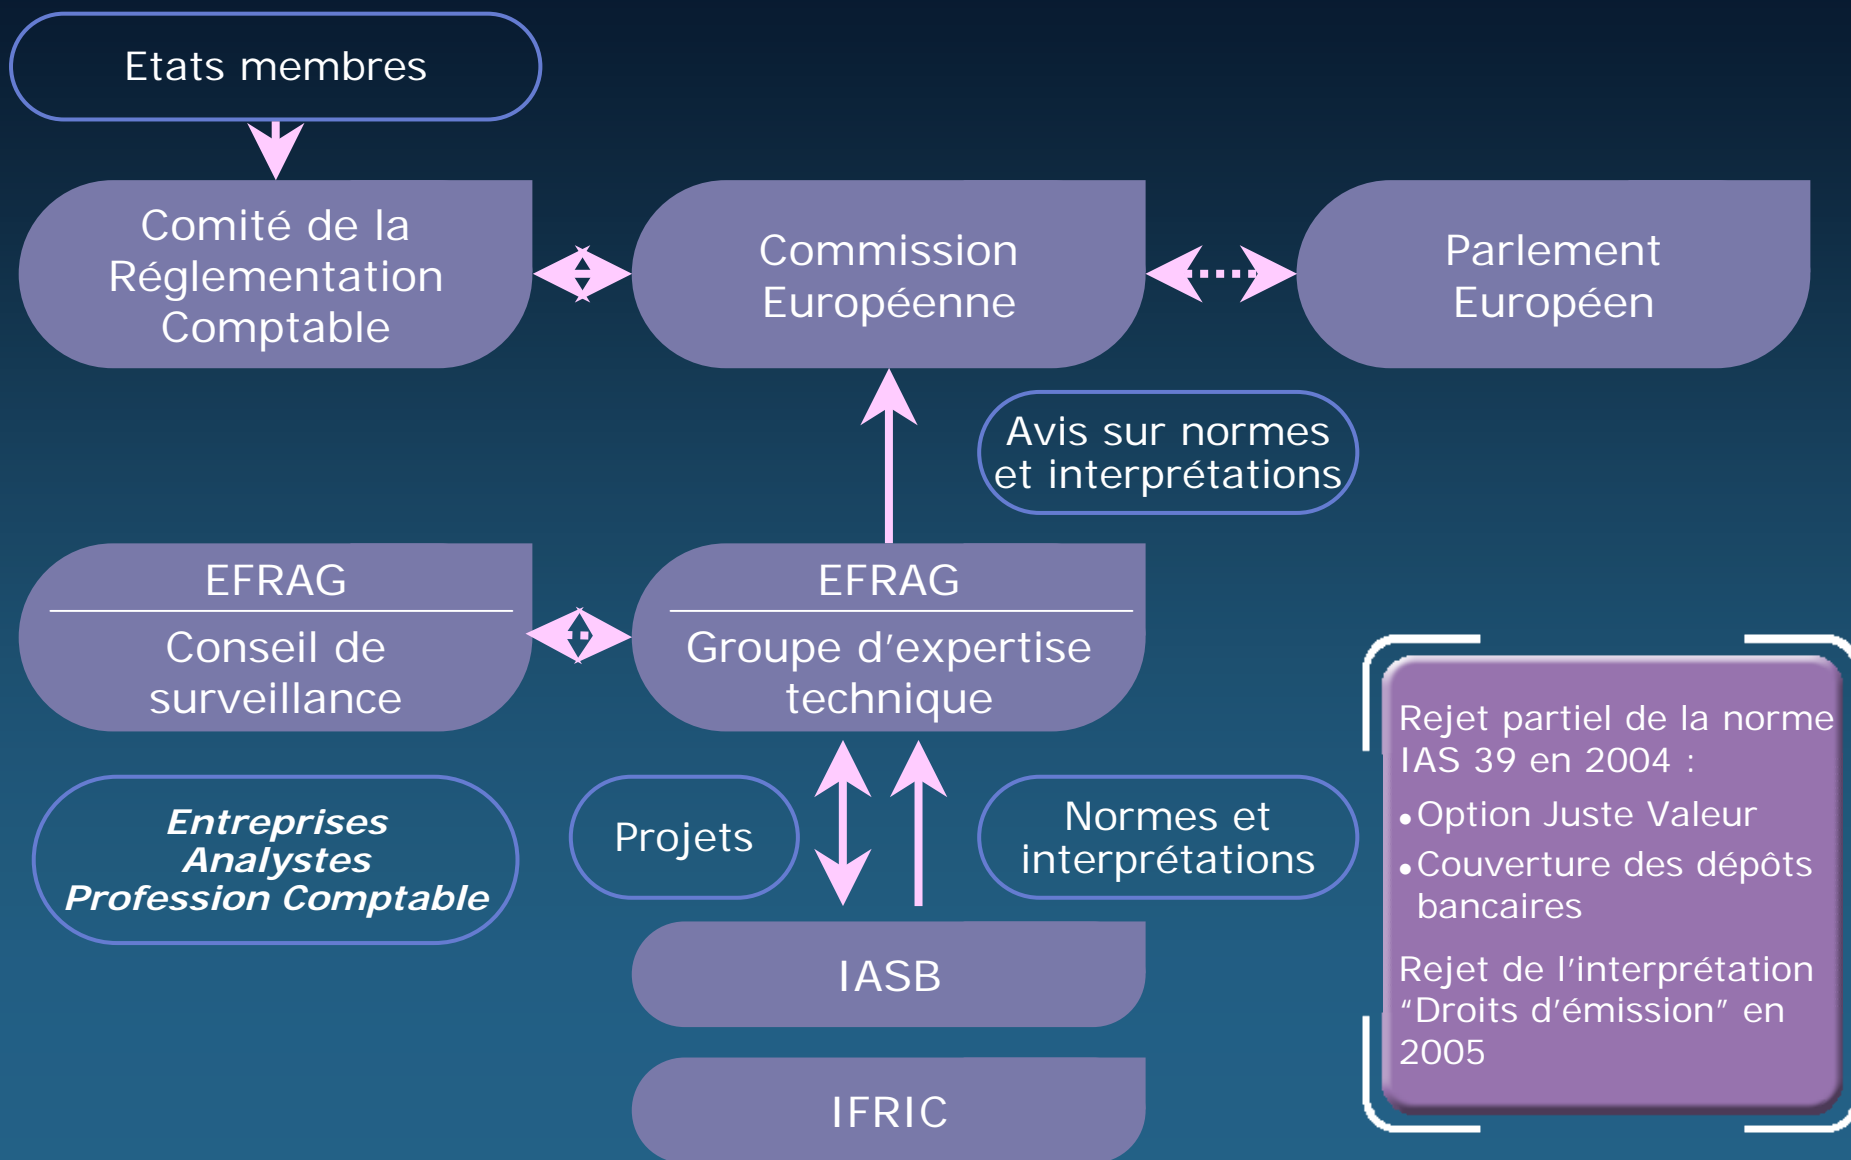 Etats membres
Comité de la
Réglementation
Comptable
Commission
Européenne
Parlement
Européen
Avis sur normes
et interprétations
EFRAG
Conseil de
surveillance
EFRAG
Groupe d'expertise
technique
Entreprises
Analystes
Profession Comptable
Projets
Normes et
interprétations
IASB
IFRIC
Rejet partiel de la norme
IAS 39 en 2004 :
• Option Juste Valeur
• Couverture des dépôts
bancaires
Rejet de l'interprétation
“Droits d'émission” en
2005